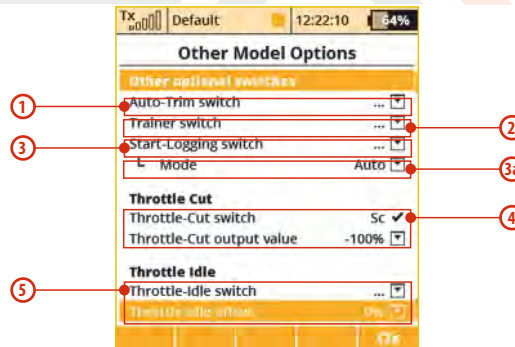 Tx Default 12:22:10 64%
Other Model Options
Other optional switches
1 Auto-Trim switch ...
Trainer switch ... 2
3 Start-Logging switch ...
Mode Auto 3a
Throttle Cut
Throttle-Cut switch Sc ✔ 4
Throttle-Cut output value -100%
Throttle Idle
5 Throttle-Idle switch ...
Throttle-Idle offset 0%
Ok